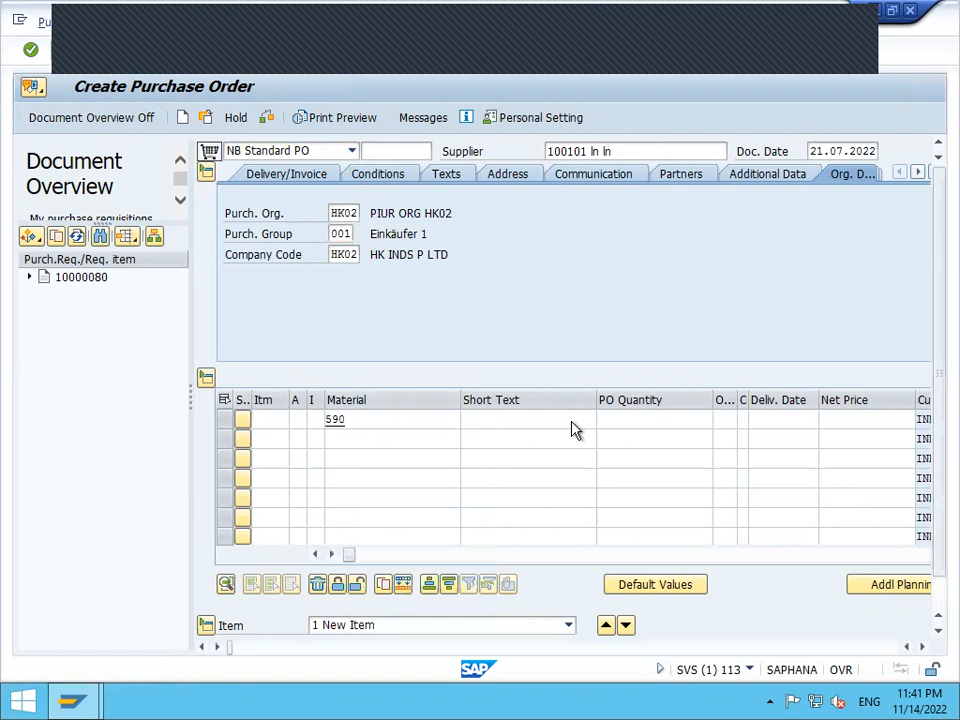 Pu
Create Purchase Order
Document Overview Off
Hold
Print Preview
Messages
Personal Setting
Document
Overview
My purchase requisitions
Purch.Req./Req. item
10000080
NB Standard PO
Supplier
100101 ln ln
Doc. Date
21.07.2022
Delivery/Invoice
Conditions
Texts
Address
Communication
Partners
Additional Data
Org. D...
Purch. Org. HK02 PIUR ORG HK02
Purch. Group 001 Einkäufer 1
Company Code HK02 HK INDS P LTD
S.. Itm A I Material Short Text PO Quantity O... C Deliv. Date Net Price Cu
590 INI
INI
INI
INI
INI
INI
INI
Default Values
Addl Plannin
Item
1 New Item
SAP
SVS (1) 113
SAPHANA
OVR
ENG
11:41 PM
11/14/2022